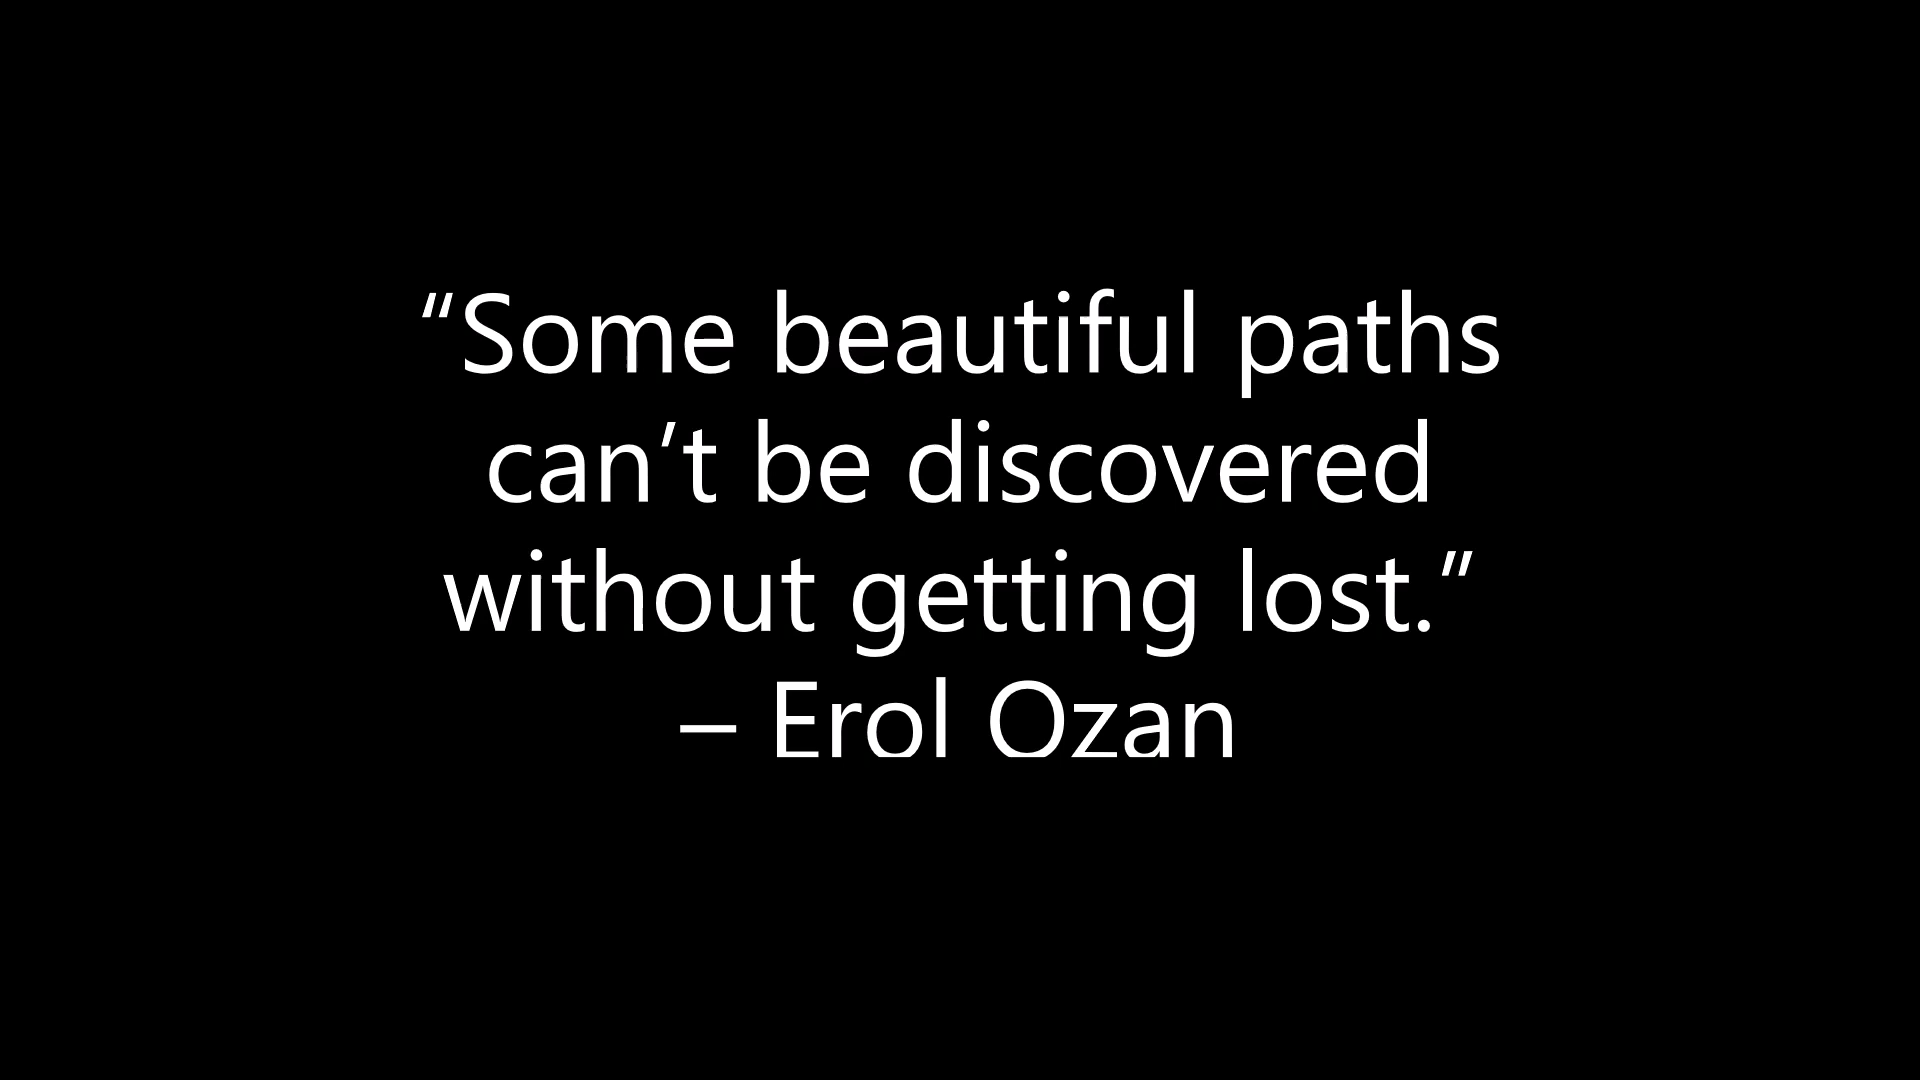 “Some beautiful paths
can’t be discovered
without getting lost.”
– Erol Ozan